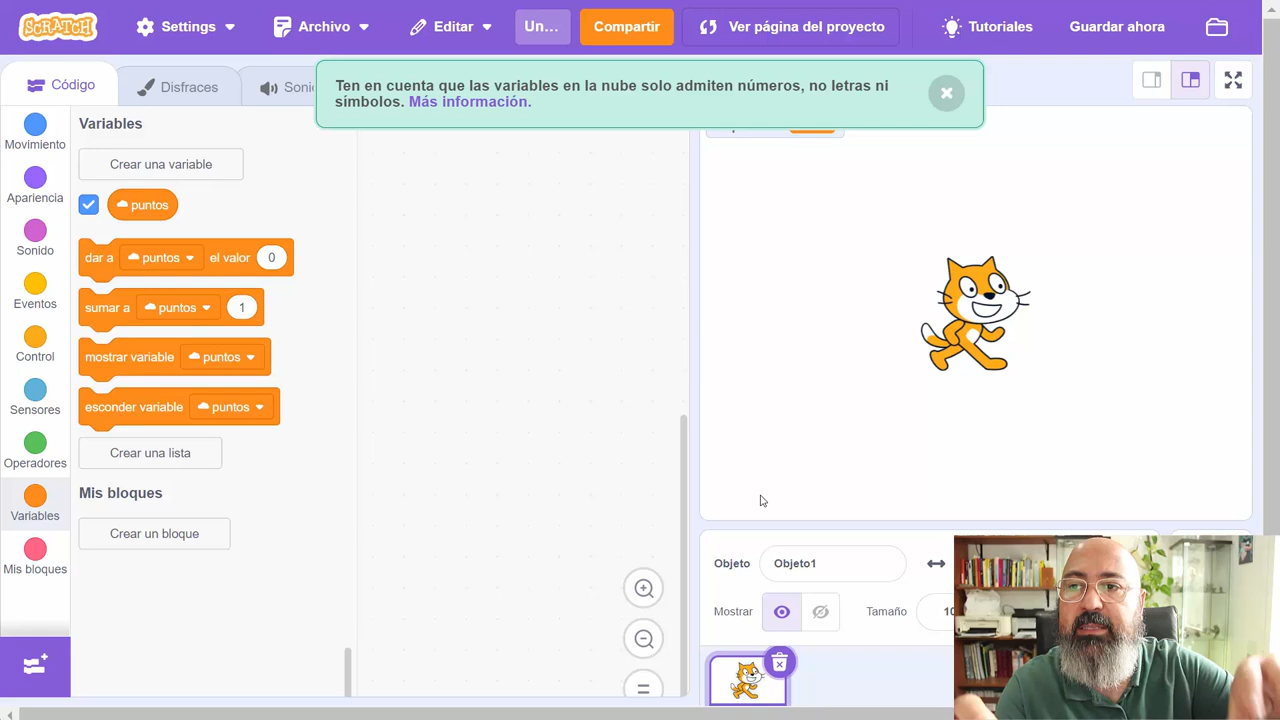 SCRATCH
Settings
Archivo
Editar
Un...
Compartir
Ver página del proyecto
Tutoriales
Guardar ahora
Código
Disfraces
Soni
Ten en cuenta que las variables en la nube solo admiten números, no letras ni
símbolos. Más información.
Movimiento
Apariencia
Sonido
Eventos
Control
Sensores
Operadores
Variables
Mis bloques
Variables
Crear una variable
puntos
dar a puntos el valor 0
sumar a puntos 1
mostrar variable puntos
esconder variable puntos
Crear una lista
Mis bloques
Crear un bloque
Objeto
Objeto1
Mostrar
Tamaño
10